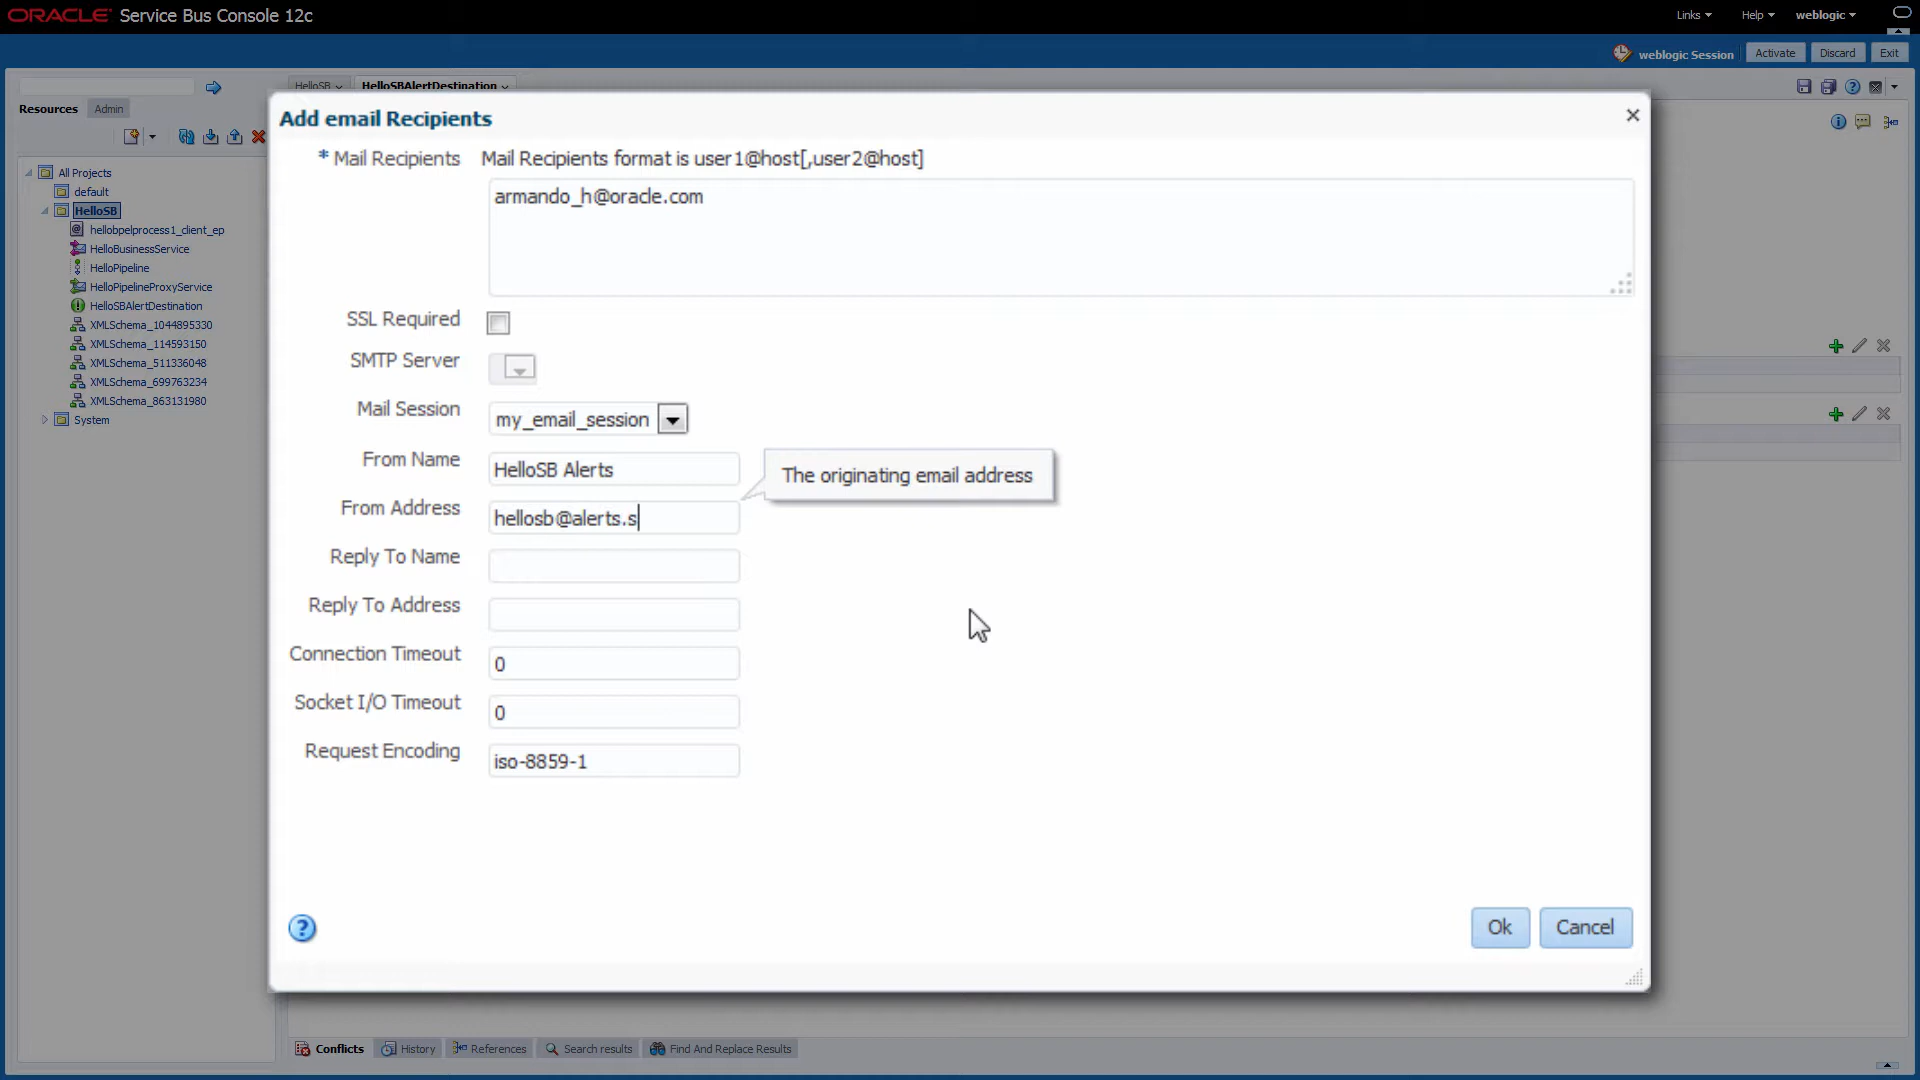 ORACLE Service Bus Console 12c
Links Help weblogic
weblogic Session Activate Discard Exit
HelloSB HelloSBAlertDestination
Resources Admin
All Projects
default
HelloSB
hellobpelprocess1_client_ep
HelloBusinessService
HelloPipeline
HelloPipelineProxyService
HelloSBAlertDestination
XMLSchema_1044895330
XMLSchema_114593150
XMLSchema_511336048
XMLSchema_699763234
XMLSchema_863131980
System
Add email Recipients
* Mail Recipients Mail Recipients format is user1@host[,user2@host]
armando_h@oracle.com
SSL Required
SMTP Server
Mail Session my_email_session
From Name HelloSB Alerts
The originating email address
From Address hellosb@alerts.s
Reply To Name
Reply To Address
Connection Timeout 0
Socket I/O Timeout 0
Request Encoding iso-8859-1
Ok Cancel
Conflicts History References Search results Find And Replace Results